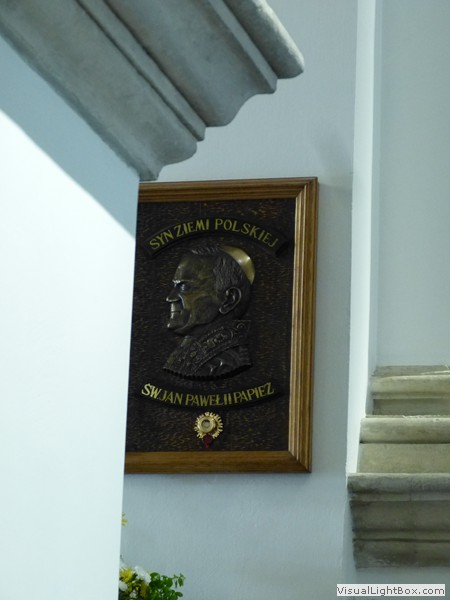 SYN ZIEMI POLSKIEJ
ŚW.JAN PAWEŁ II PAPIEŻ
VisualLightBox.com